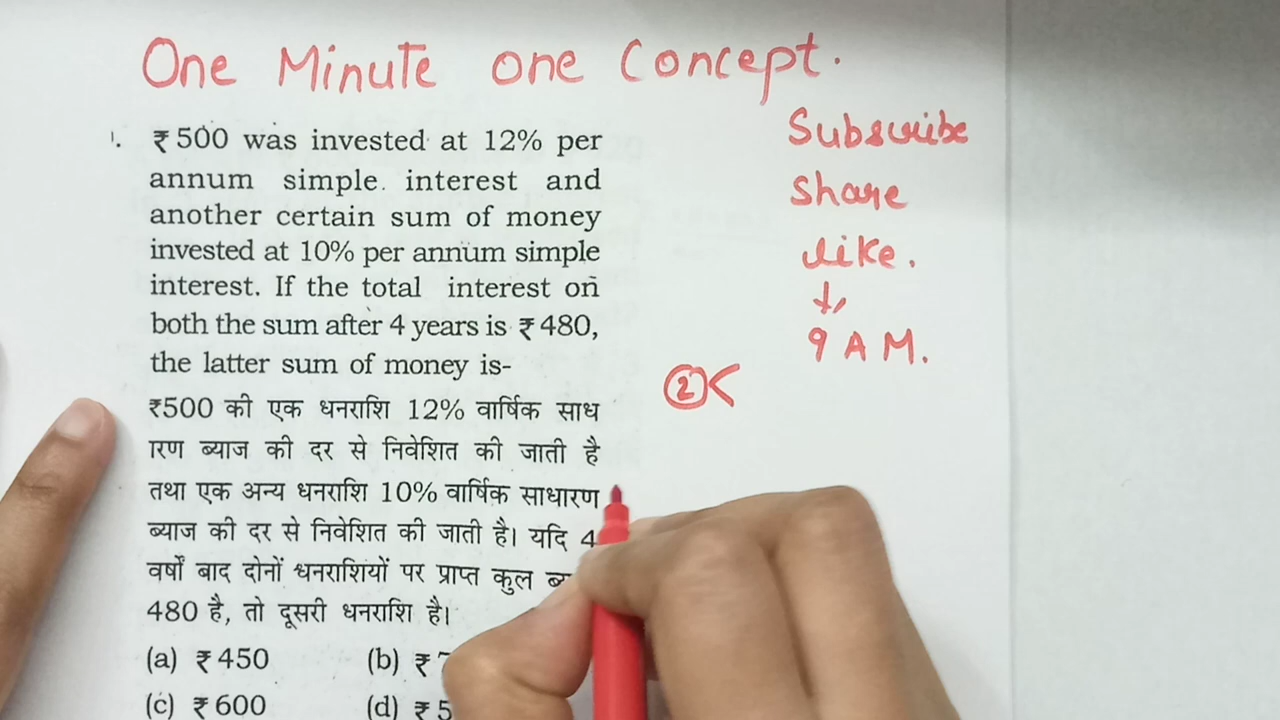 One Minute one Concept.
Subscribe
Share
like.
9 AM.
②<
1. ₹500 was invested at 12% per
annum simple interest and
another certain sum of money
invested at 10% per annum simple
interest. If the total interest on
both the sum after 4 years is ₹480,
the latter sum of money is-
₹500 की एक धनराशि 12% वार्षिक साध
ारण ब्याज की दर से निवेशित की जाती है
तथा एक अन्य धनराशि 10% वार्षिक साधारण
ब्याज की दर से निवेशित की जाती है। यदि 4
वर्षों बाद दोनों धनराशियों पर प्राप्त कुल
480 है, तो दूसरी धनराशि है।
(a) ₹450 (b) ₹
(c) ₹600 (d) ₹5